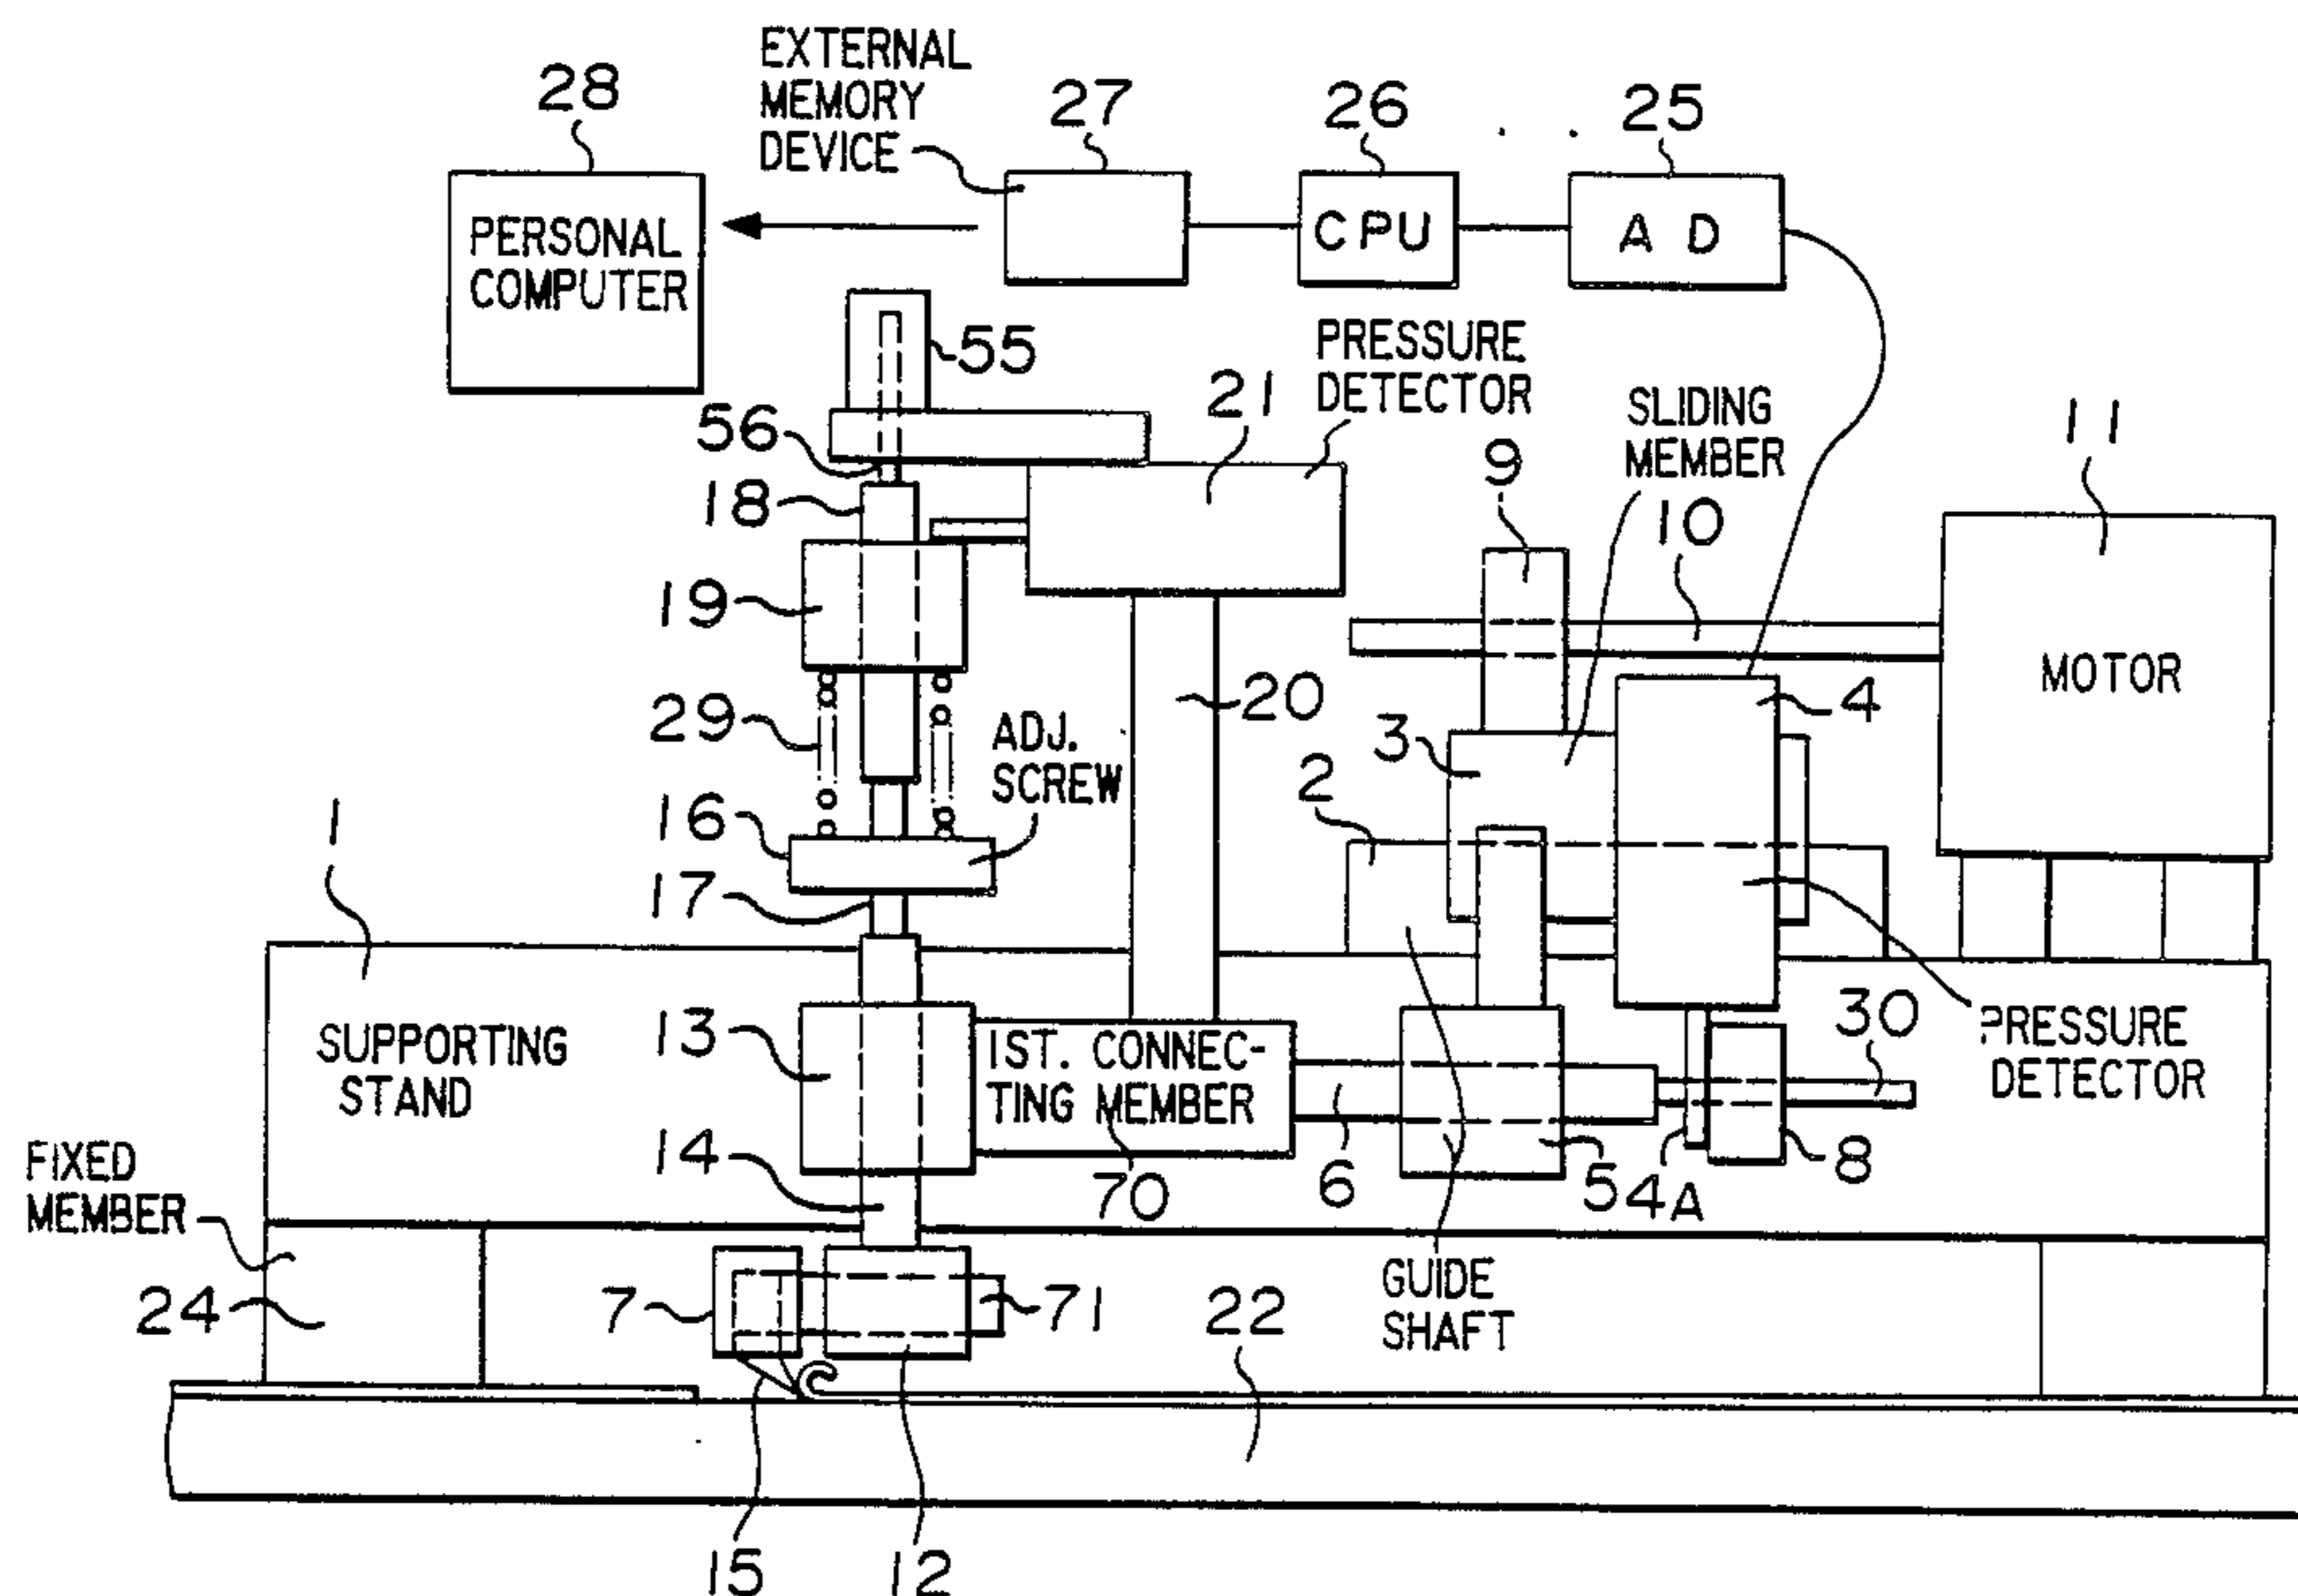 EXTERNAL
MEMORY
DEVICE
28
27
26
25
PERSONAL
COMPUTER
CPU
A D
55
PRESSURE
DETECTOR
21
56
SLIDING
MEMBER
11
9
18
10
19
MOTOR
20
4
29
ADJ.
SCREW
3
2
1
16
17
13
SUPPORTING
STAND
1ST. CONNEC-
TING MEMBER
30
PRESSURE
DETECTOR
14
70
6
5
54A
8
FIXED
MEMBER
24
7
71
GUIDE
SHAFT
22
15
12